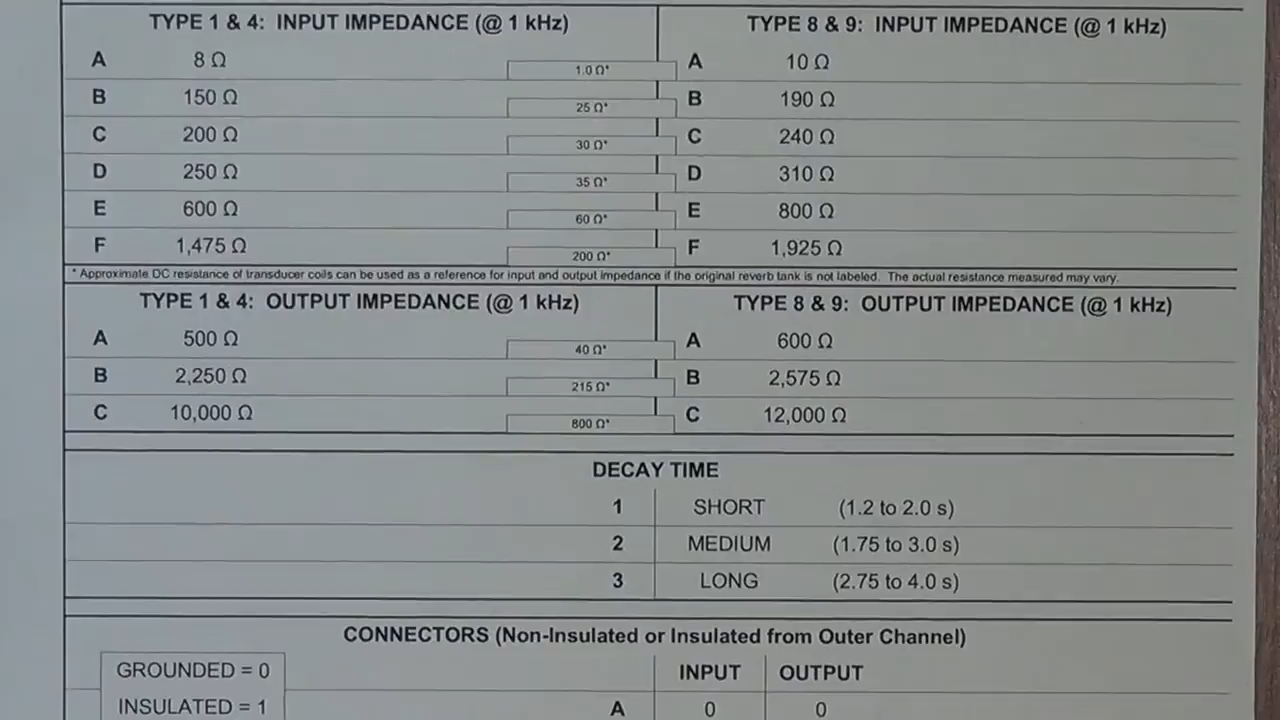 TYPE 1 & 4: INPUT IMPEDANCE (@ 1 kHz) TYPE 8 & 9: INPUT IMPEDANCE (@ 1 kHz)
A 8 Ω 1.0 Ω* A 10 Ω
B 150 Ω 25 Ω* B 190 Ω
C 200 Ω 30 Ω* C 240 Ω
D 250 Ω 35 Ω* D 310 Ω
E 600 Ω 60 Ω* E 800 Ω
F 1,475 Ω 200 Ω* F 1,925 Ω
* Approximate DC resistance of transducer coils can be used as a reference for input and output impedance if the original reverb tank is not labeled. The actual resistance measured may vary.
TYPE 1 & 4: OUTPUT IMPEDANCE (@ 1 kHz) TYPE 8 & 9: OUTPUT IMPEDANCE (@ 1 kHz)
A 500 Ω 40 Ω* A 600 Ω
B 2,250 Ω 215 Ω* B 2,575 Ω
C 10,000 Ω 800 Ω* C 12,000 Ω
DECAY TIME
1 SHORT (1.2 to 2.0 s)
2 MEDIUM (1.75 to 3.0 s)
3 LONG (2.75 to 4.0 s)
CONNECTORS (Non-Insulated or Insulated from Outer Channel)
GROUNDED = 0 INPUT OUTPUT
INSULATED = 1 A 0 0